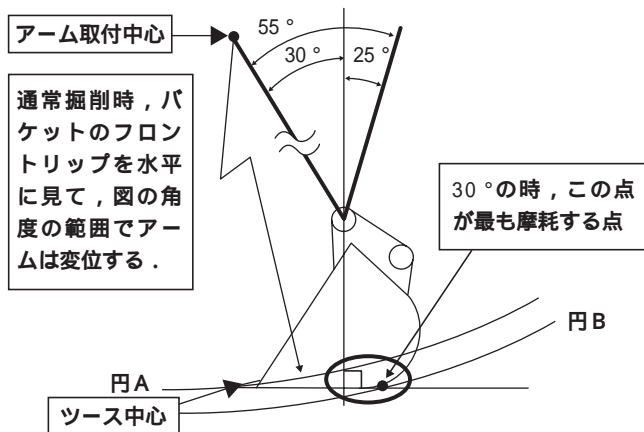 アーム取付中心
55°
30°
25°
通常掘削時，バ
ケットのフロン
トリップを水平
に見て，図の角
度の範囲でアー
ムは変位する．
30°の時，この点
が最も摩耗する点
円B
円A
ツース中心